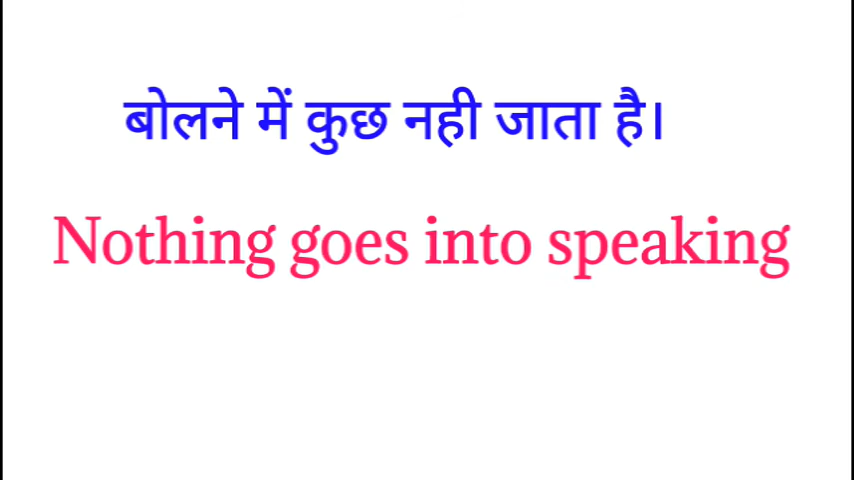 बोलने में कुछ नही जाता है।
Nothing goes into speaking